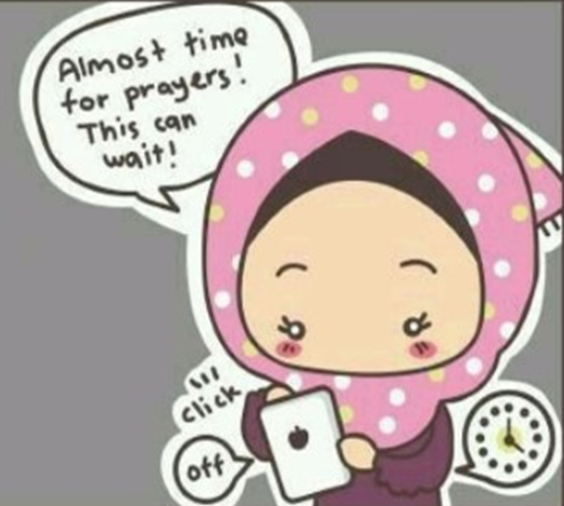 Almost time
for prayers!
This can
wait!
click
off